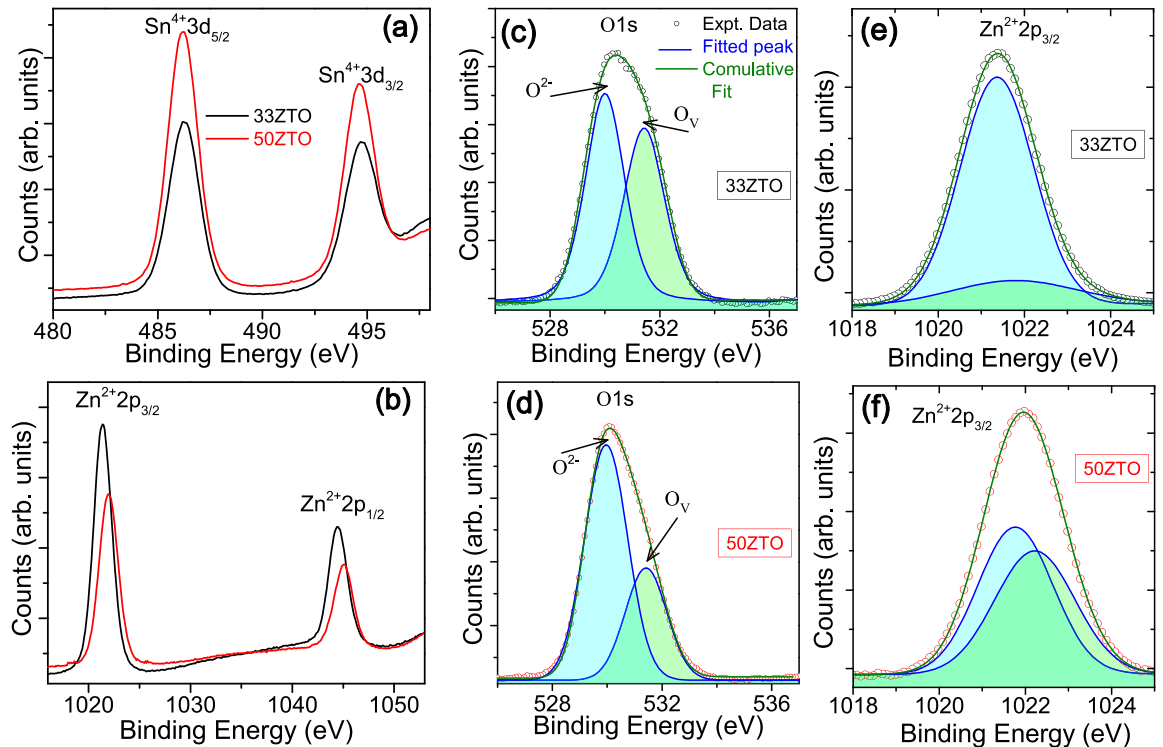 (a)
Sn⁴⁺3d₅/₂
Sn⁴⁺3d₃/₂
33ZTO
50ZTO
Counts (arb. units)
480 485 490 495
Binding Energy (eV)
(c)
O1s
Expt. Data
Fitted peak
Comulative
Fit
O²⁻
O_V
33ZTO
Counts (arb. units)
528 532 536
Binding Energy (eV)
(e)
Zn²⁺2p₃/₂
33ZTO
Counts (arb. units)
1018 1020 1022 1024
Binding Energy (eV)
(b)
Zn²⁺2p₃/₂
Zn²⁺2p₁/₂
Counts (arb. units)
1020 1030 1040 1050
Binding Energy (eV)
(d)
O1s
O²⁻
O_V
50ZTO
Counts (arb. units)
528 532 536
Binding Energy (eV)
(f)
Zn²⁺2p₃/₂
50ZTO
Counts (arb. units)
1018 1020 1022 1024
Binding Energy (eV)